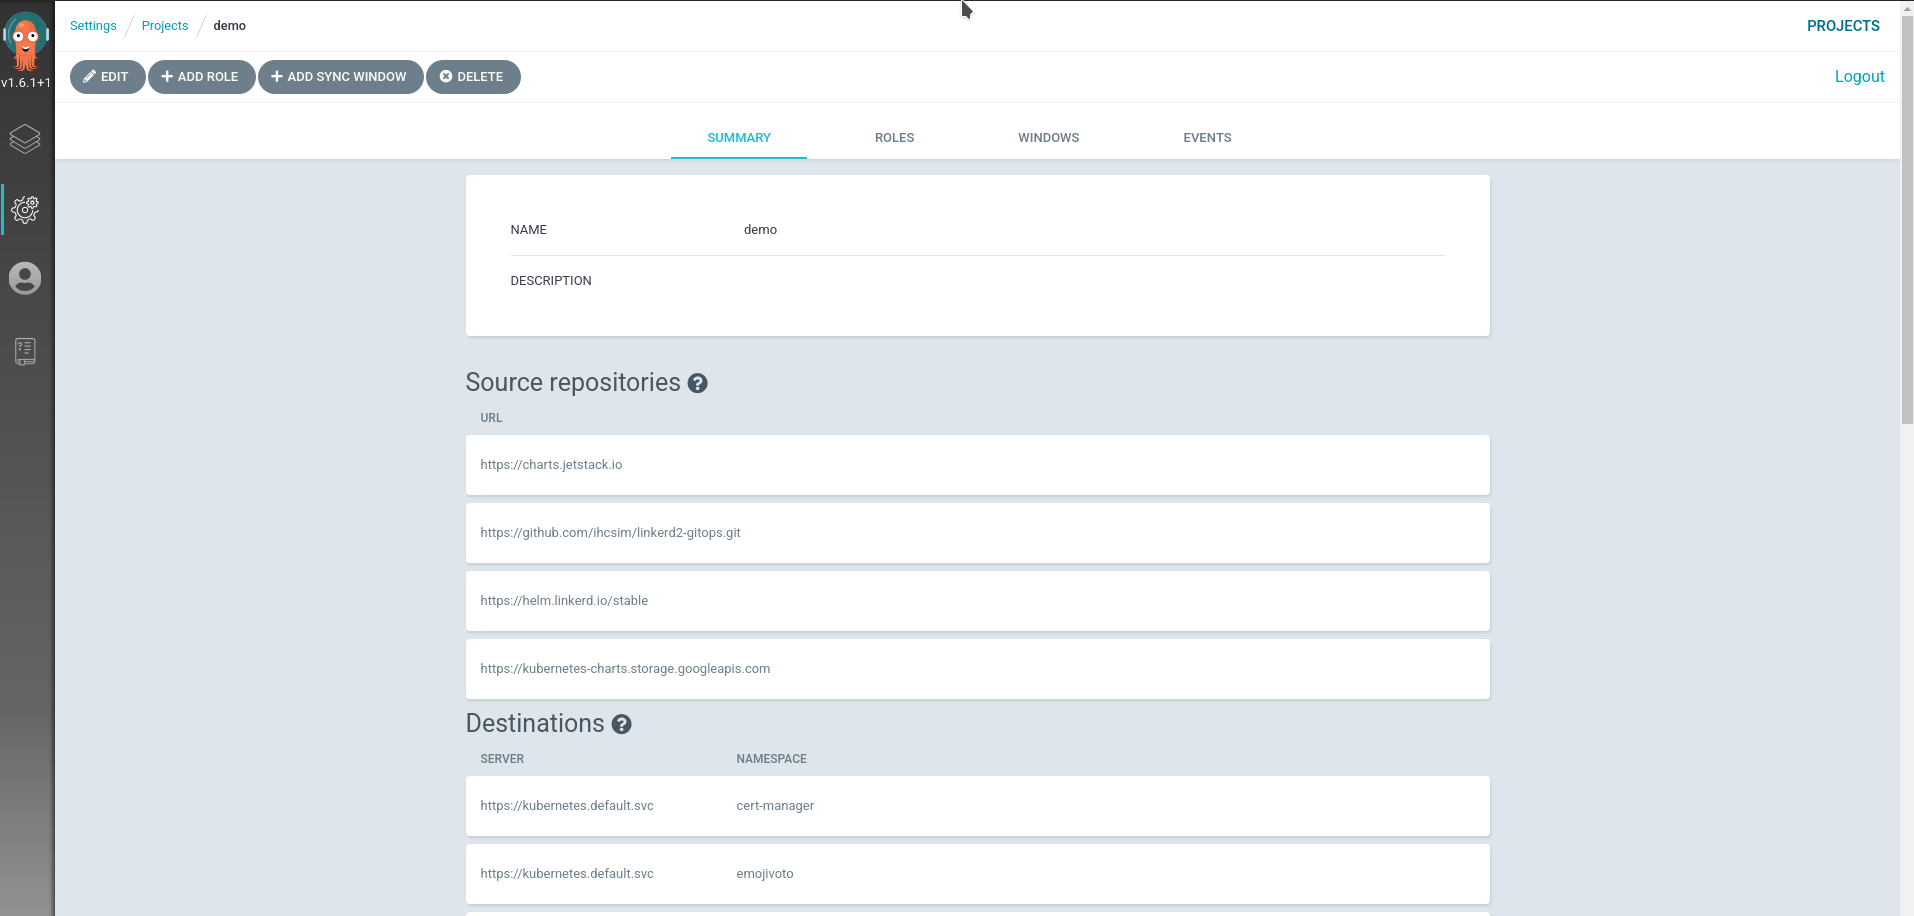 Settings / Projects / demo
PROJECTS
v1.6.1+1
EDIT
ADD ROLE
ADD SYNC WINDOW
DELETE
Logout
SUMMARY
ROLES
WINDOWS
EVENTS
NAME demo
DESCRIPTION
Source repositories
URL
https://charts.jetstack.io
https://github.com/ihcsim/linkerd2-gitops.git
https://helm.linkerd.io/stable
https://kubernetes-charts.storage.googleapis.com
Destinations
SERVER NAMESPACE
https://kubernetes.default.svc cert-manager
https://kubernetes.default.svc emojivoto